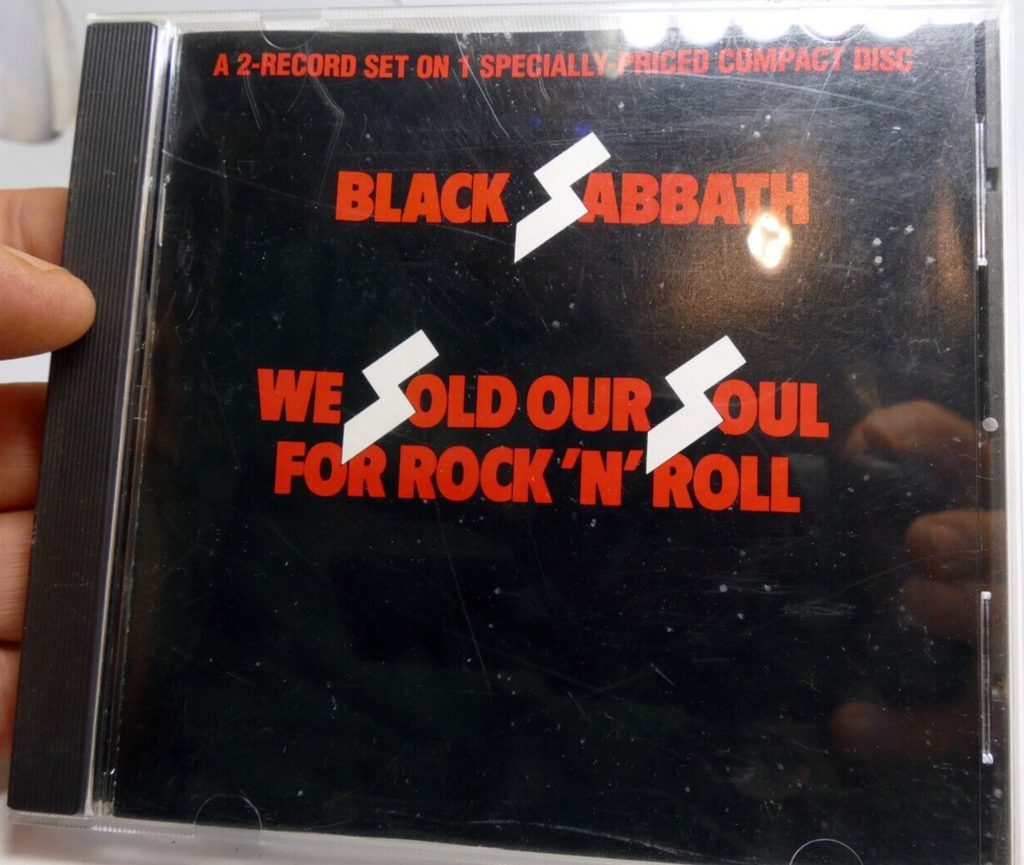 A 2-RECORD SET ON 1 SPECIALLY-PRICED COMPACT DISC
BLACK SABBATH
WE SOLD OUR SOUL
FOR ROCK 'N' ROLL